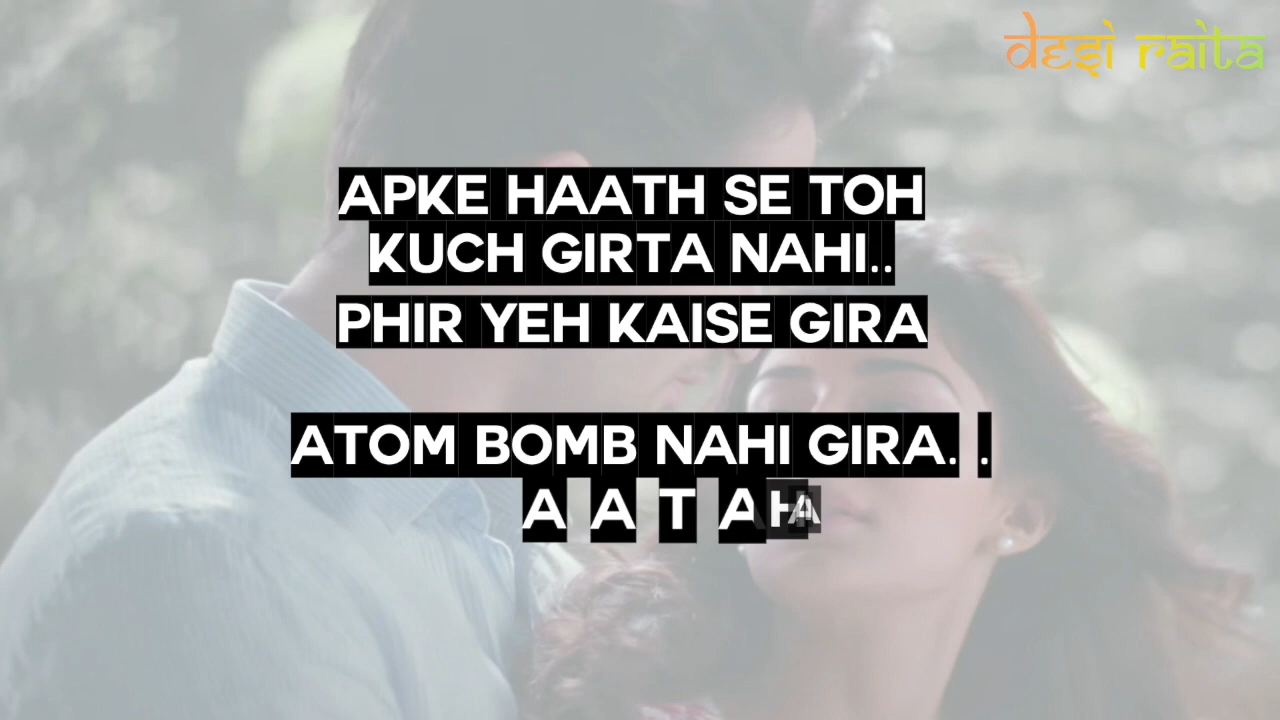 desi raita
APKE HAATH SE TOH
KUCH GIRTA NAHI..
PHIR YEH KAISE GIRA
ATOM BOMB NAHI GIRA. .